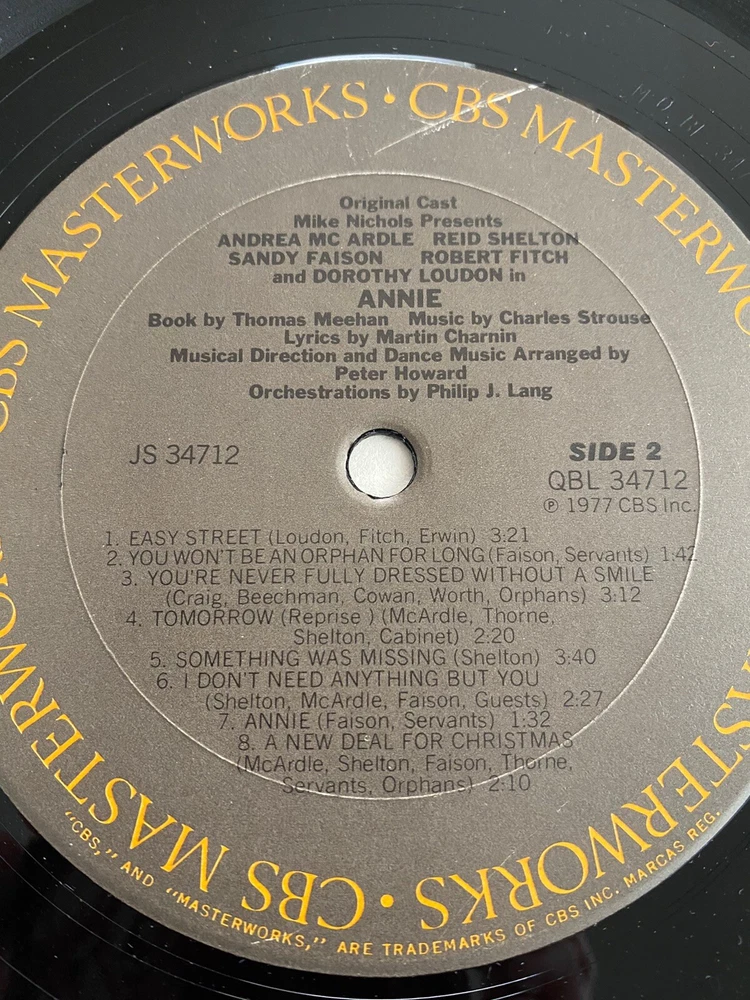 CBS MASTERWORKS • CBS MASTERWORKS • CBS MASTERWORKS
Original Cast
Mike Nichols Presents
ANDREA MC ARDLE REID SHELTON
SANDY FAISON ROBERT FITCH
and DOROTHY LOUDON in
ANNIE
Book by Thomas Meehan Music by Charles Strouse
Lyrics by Martin Charnin
Musical Direction and Dance Music Arranged by
Peter Howard
Orchestrations by Philip J. Lang
JS 34712
SIDE 2
QBL 34712
℗ 1977 CBS Inc.
1. EASY STREET (Loudon, Fitch, Erwin) 3:21
2. YOU WON'T BE AN ORPHAN FOR LONG (Faison, Servants) 1:42
3. YOU'RE NEVER FULLY DRESSED WITHOUT A SMILE
(Craig, Beechman, Cowan, Worth, Orphans) 3:12
4. TOMORROW (Reprise ) (McArdle, Thorne,
Shelton, Cabinet) 2:20
5. SOMETHING WAS MISSING (Shelton) 3:40
6. I DON'T NEED ANYTHING BUT YOU
(Shelton, McArdle, Faison, Guests) 2:27
7. ANNIE (Faison, Servants) 1:32
8. A NEW DEAL FOR CHRISTMAS
(McArdle, Shelton, Faison, Thorne,
Servants, Orphans) 2:10
"CBS," AND "MASTERWORKS," ARE TRADEMARKS OF CBS INC. MARCAS REG.